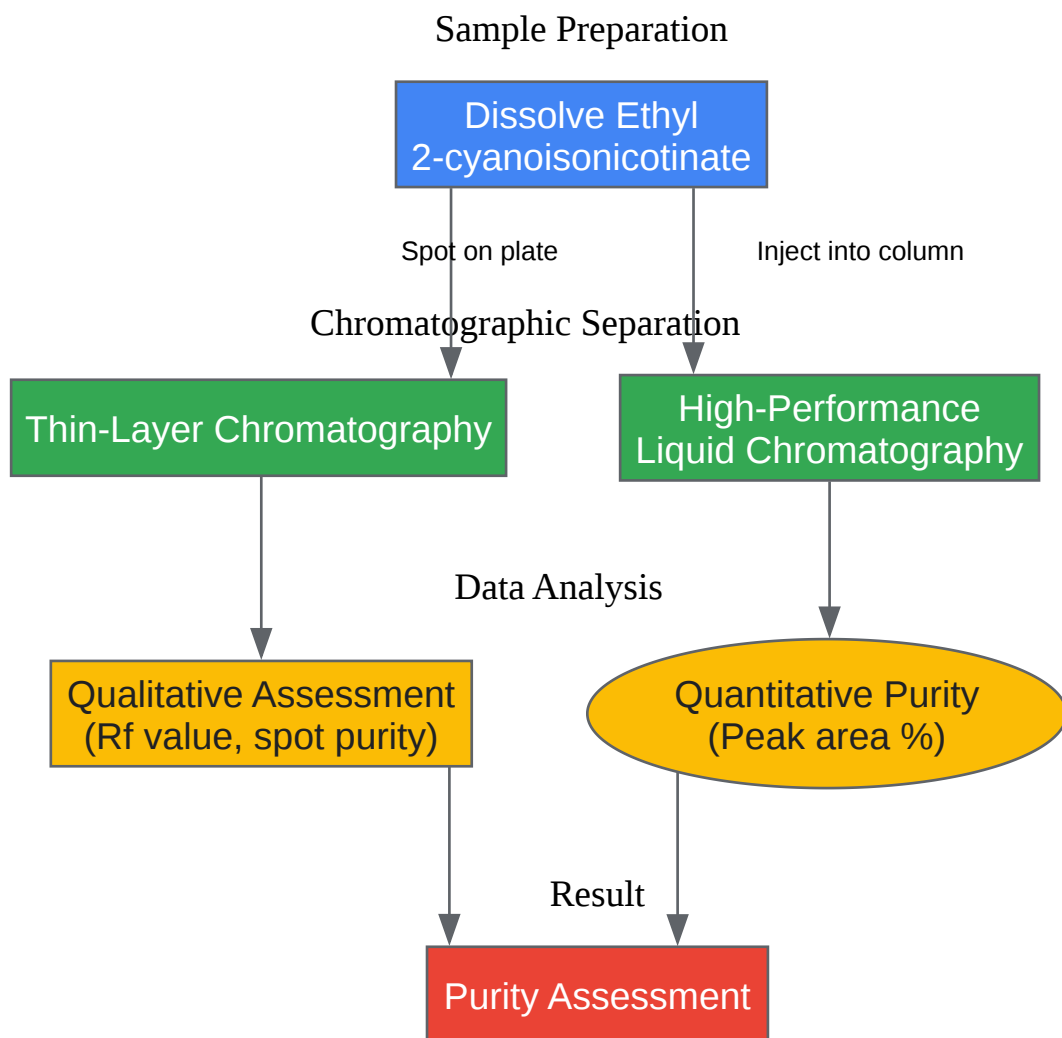 Sample Preparation
Dissolve Ethyl
2-cyanoisonicotinate
Spot on plate
Inject into column
Chromatographic Separation
Thin-Layer Chromatography
High-Performance
Liquid Chromatography
Data Analysis
Qualitative Assessment
(Rf value, spot purity)
Quantitative Purity
(Peak area %)
Result
Purity Assessment